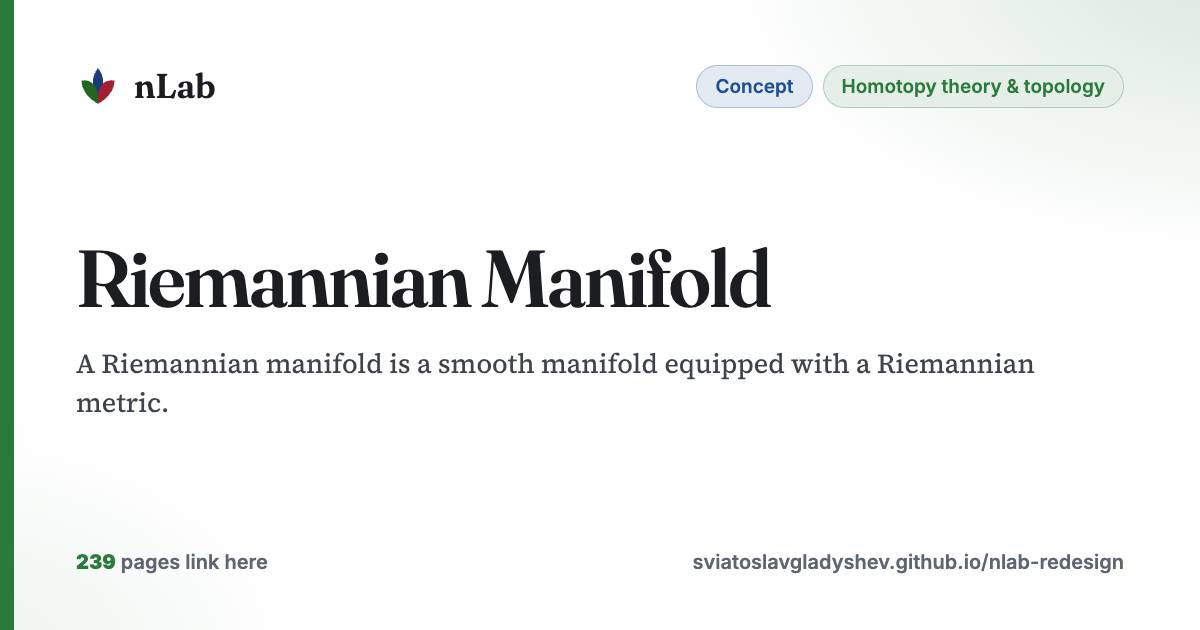 nLab
Concept
Homotopy theory & topology
Riemannian Manifold
A Riemannian manifold is a smooth manifold equipped with a Riemannian
metric.
239 pages link here
sviatoslavgladyshev.github.io/nlab-redesign